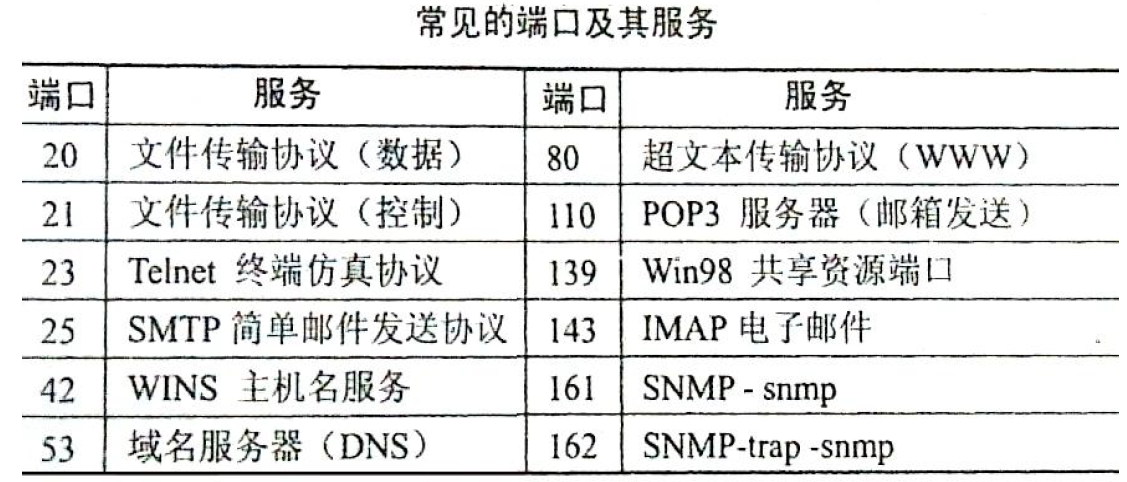 常见的端口及其服务
端口 服务 端口 服务
20 文件传输协议（数据） 80 超文本传输协议（WWW）
21 文件传输协议（控制） 110 POP3 服务器（邮箱发送）
23 Telnet 终端仿真协议 139 Win98 共享资源端口
25 SMTP 简单邮件发送协议 143 IMAP 电子邮件
42 WINS 主机名服务 161 SNMP - snmp
53 域名服务器（DNS） 162 SNMP-trap -snmp